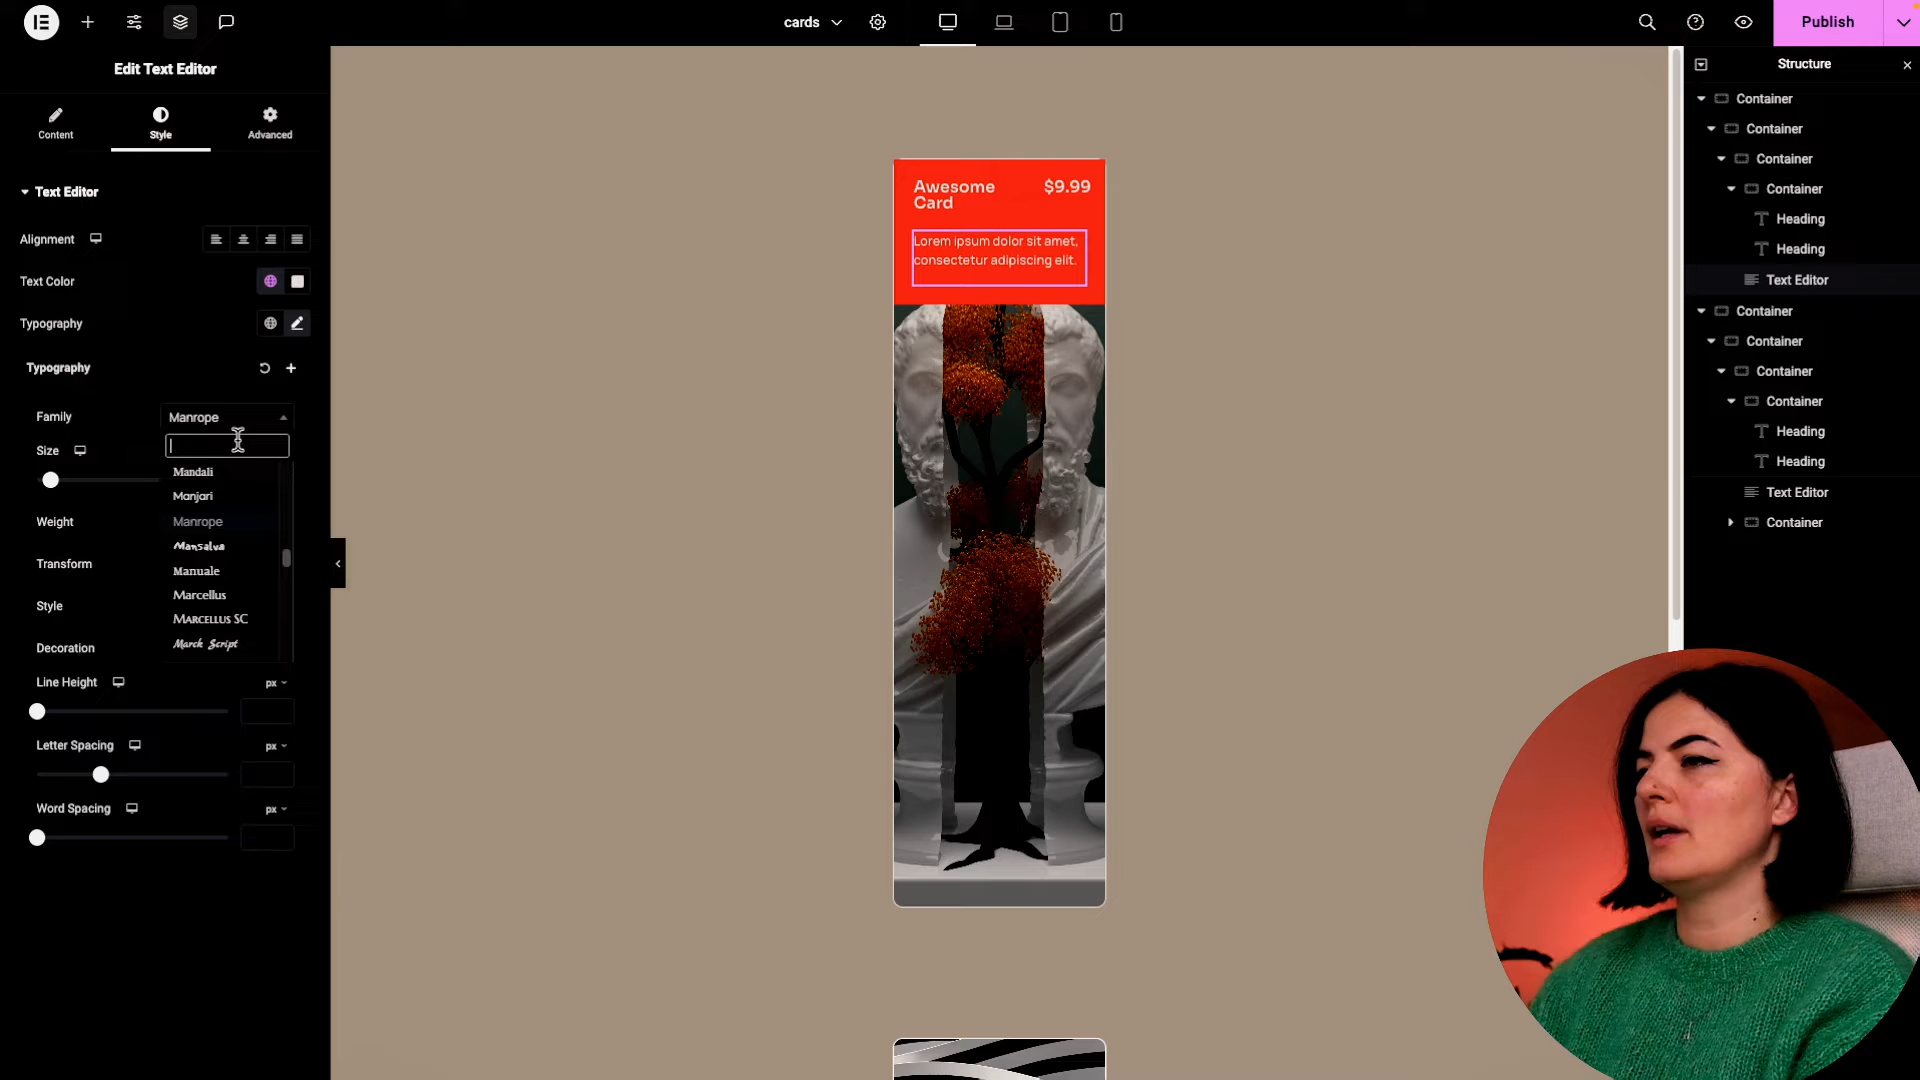 cards
Publish
Edit Text Editor
Structure
Content
Style
Advanced
Text Editor
Alignment
Text Color
Typography
Typography
Family
Manrope
Size
Mandali
Manjari
Weight
Manrope
Mansalva
Transform
Manuale
Marcellus
Style
Marcellus SC
Decoration
Marck Script
Line Height
px
Letter Spacing
px
Word Spacing
px
Awesome
Card
$9.99
Lorem ipsum dolor sit amet,
consectetur adipiscing elit.
Container
Container
Container
Container
Heading
Heading
Text Editor
Container
Container
Container
Container
Heading
Heading
Text Editor
Container